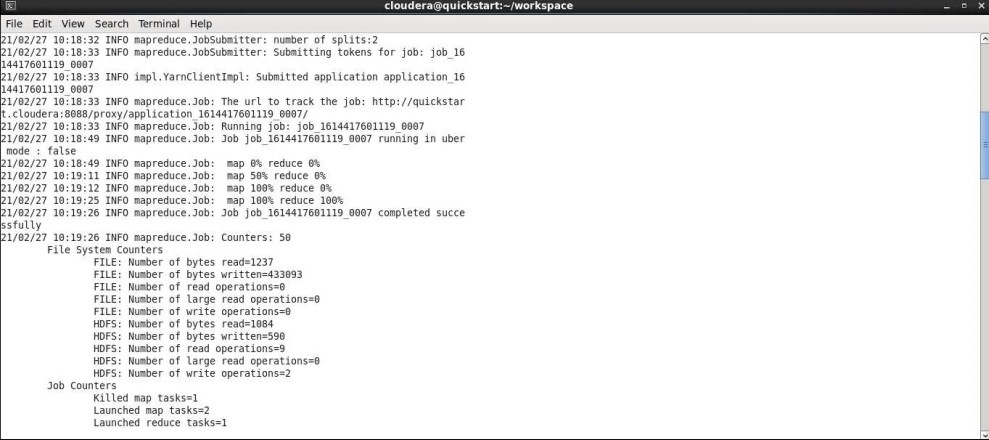 cloudera@quickstart:~/workspace
File Edit View Search Terminal Help
21/02/27 10:18:32 INFO mapreduce.JobSubmitter: number of splits:2
21/02/27 10:18:33 INFO mapreduce.JobSubmitter: Submitting tokens for job: job_16
14417601119_0007
21/02/27 10:18:33 INFO impl.YarnClientImpl: Submitted application application_16
14417601119_0007
21/02/27 10:18:33 INFO mapreduce.Job: The url to track the job: http://quickstar
t.cloudera:8088/proxy/application_1614417601119_0007/
21/02/27 10:18:33 INFO mapreduce.Job: Running job: job_1614417601119_0007
21/02/27 10:18:49 INFO mapreduce.Job: Job job_1614417601119_0007 running in uber
 mode : false
21/02/27 10:18:49 INFO mapreduce.Job:  map 0% reduce 0%
21/02/27 10:19:11 INFO mapreduce.Job:  map 50% reduce 0%
21/02/27 10:19:12 INFO mapreduce.Job:  map 100% reduce 0%
21/02/27 10:19:25 INFO mapreduce.Job:  map 100% reduce 100%
21/02/27 10:19:26 INFO mapreduce.Job: Job job_1614417601119_0007 completed succe
ssfully
21/02/27 10:19:26 INFO mapreduce.Job: Counters: 50
File System Counters
FILE: Number of bytes read=1237
FILE: Number of bytes written=433093
FILE: Number of read operations=0
FILE: Number of large read operations=0
FILE: Number of write operations=0
HDFS: Number of bytes read=1084
HDFS: Number of bytes written=590
HDFS: Number of read operations=9
HDFS: Number of large read operations=0
HDFS: Number of write operations=2
Job Counters
Killed map tasks=1
Launched map tasks=2
Launched reduce tasks=1